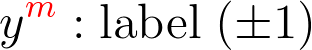 y^m : label (±1)